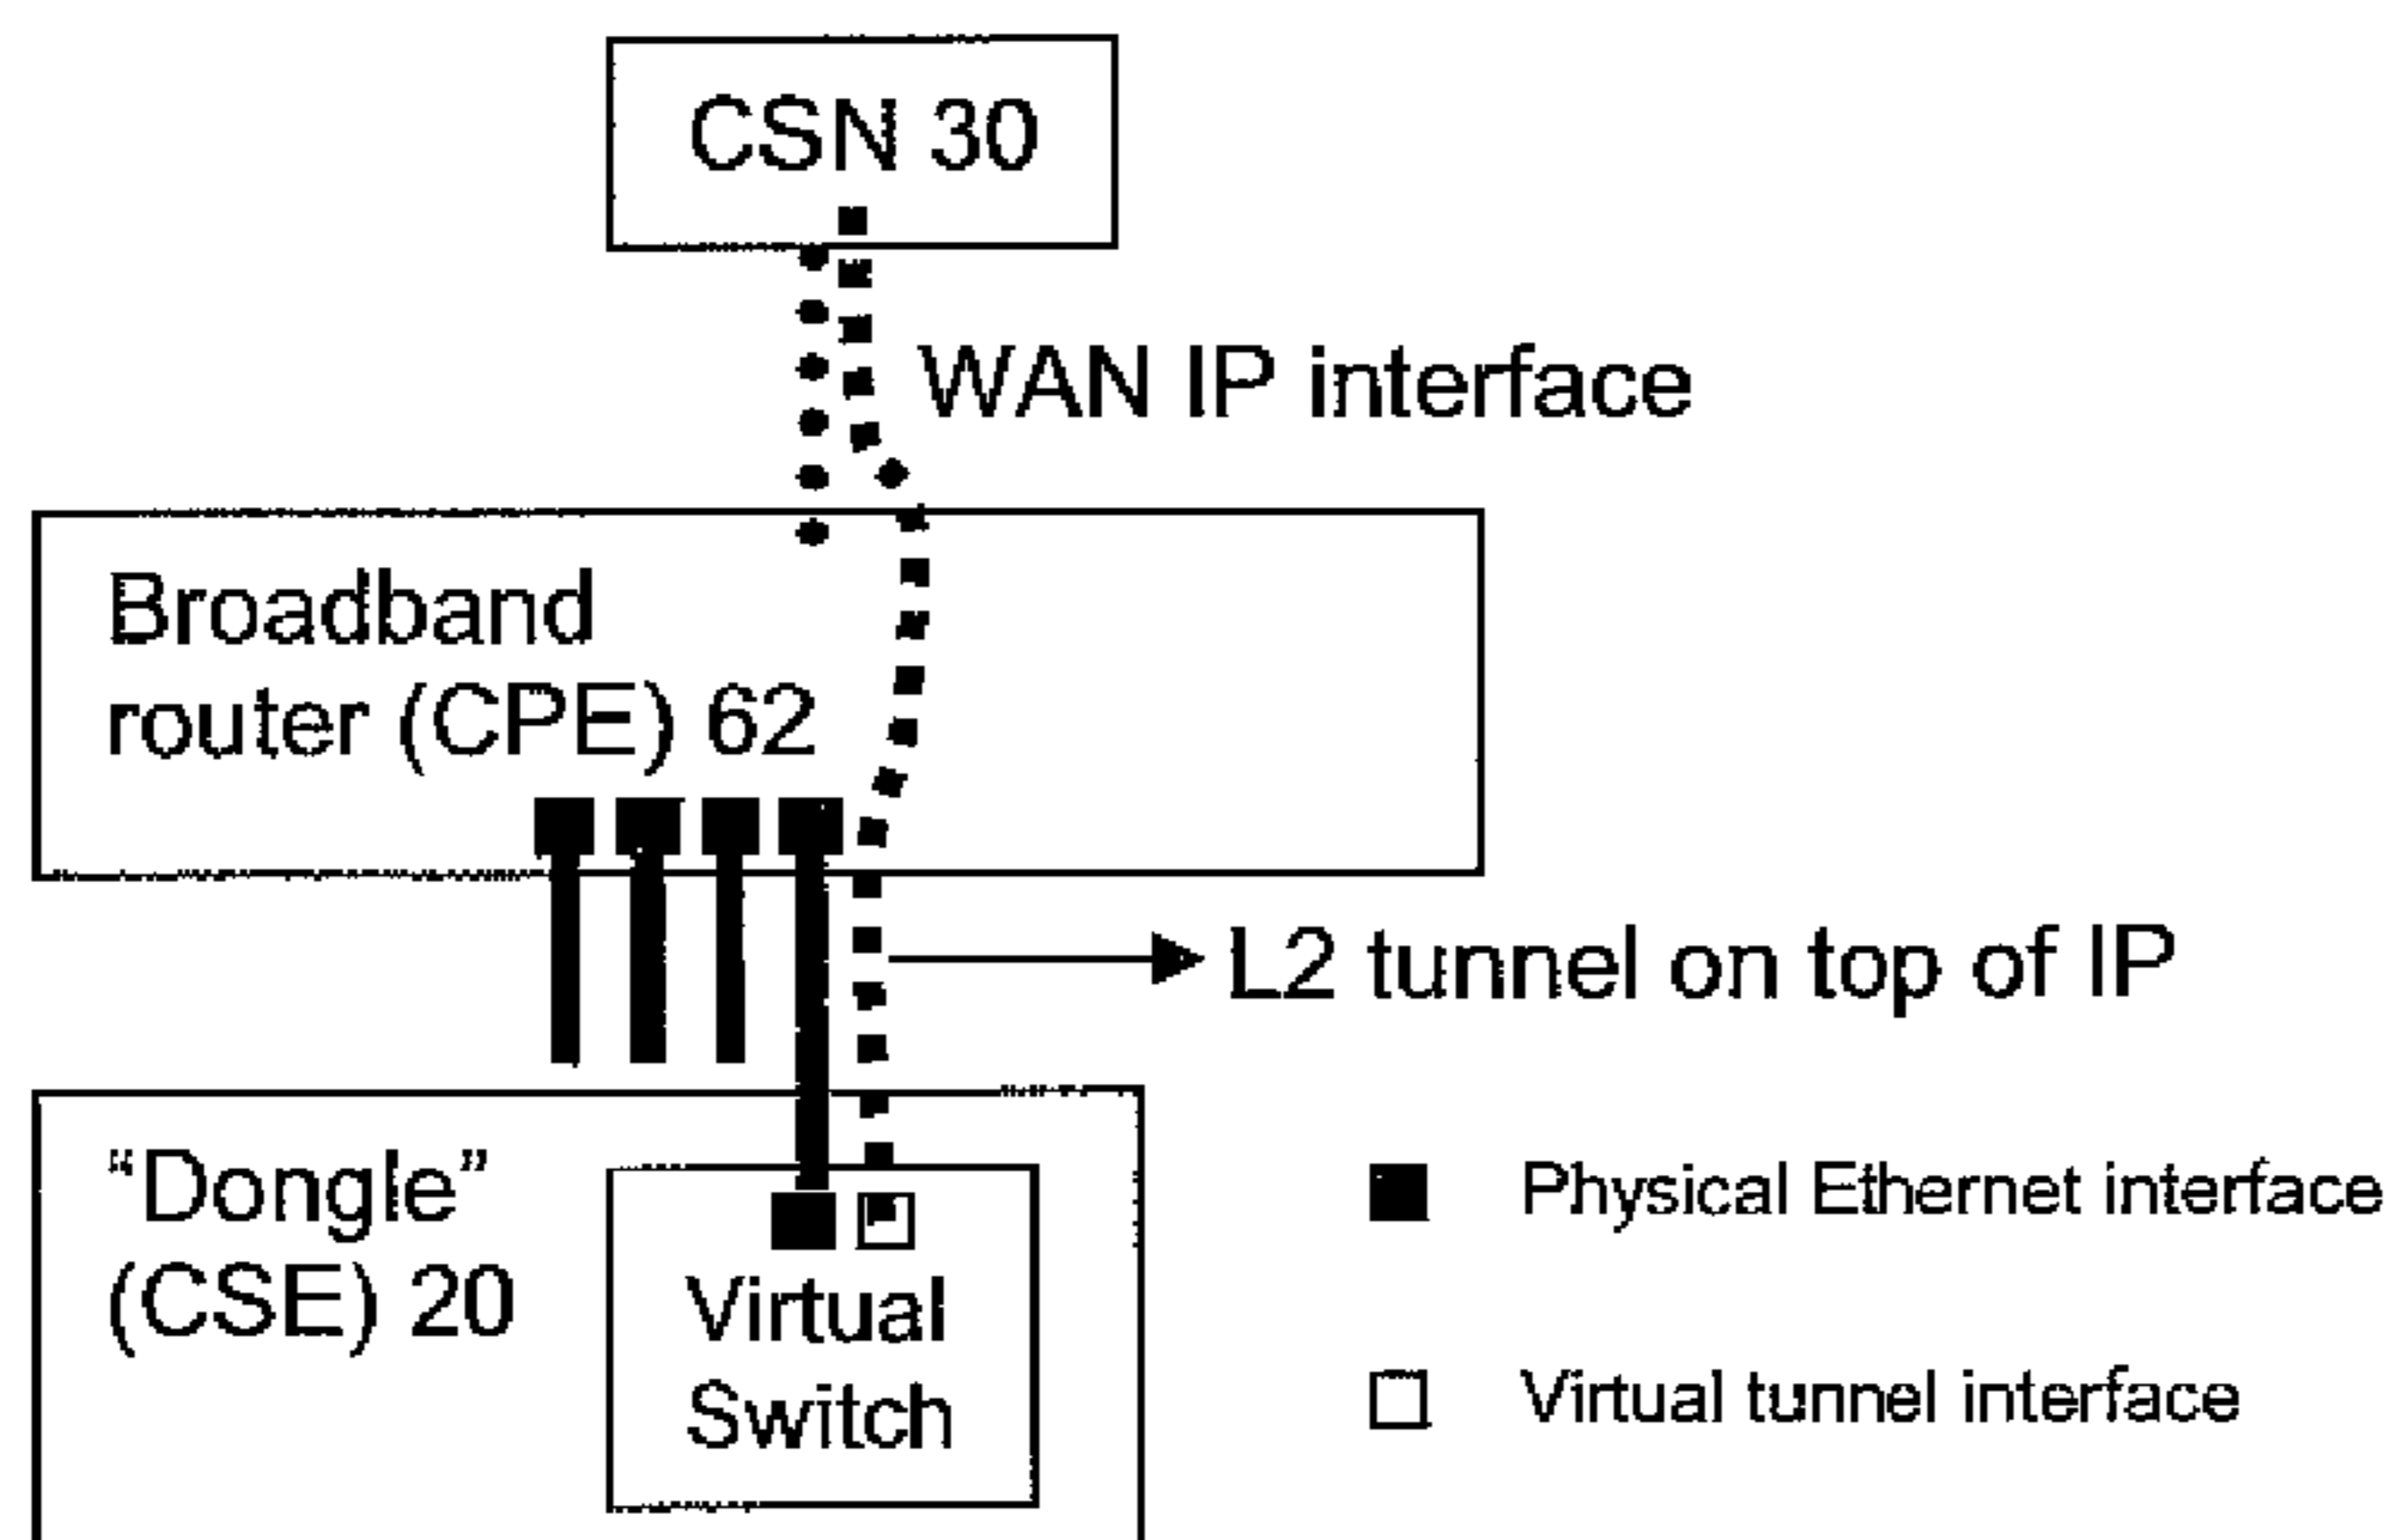 CSN 30
WAN IP interface
Broadband
router (CPE) 62
L2 tunnel on top of IP
“Dongle”
(CSE) 20
Virtual
Switch
Physical Ethernet interface
Virtual tunnel interface